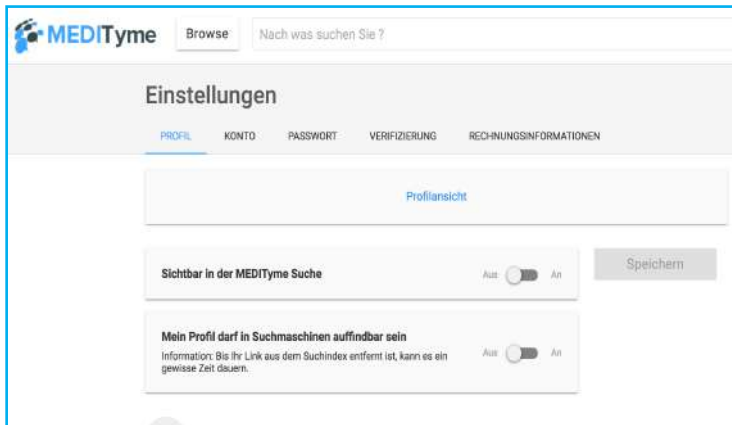 MEDITyme
Browse
Nach was suchen Sie ?
Einstellungen
PROFIL KONTO PASSWORT VERIFIZIERUNG RECHNUNGSINFORMATIONEN
Profilansicht
Sichtbar in der MEDITyme Suche
Aus An
Speichern
Mein Profil darf in Suchmaschinen auffindbar sein
Information: Bis Ihr Link aus dem Suchindex entfernt ist, kann es ein
gewisse Zeit dauern.
Aus An